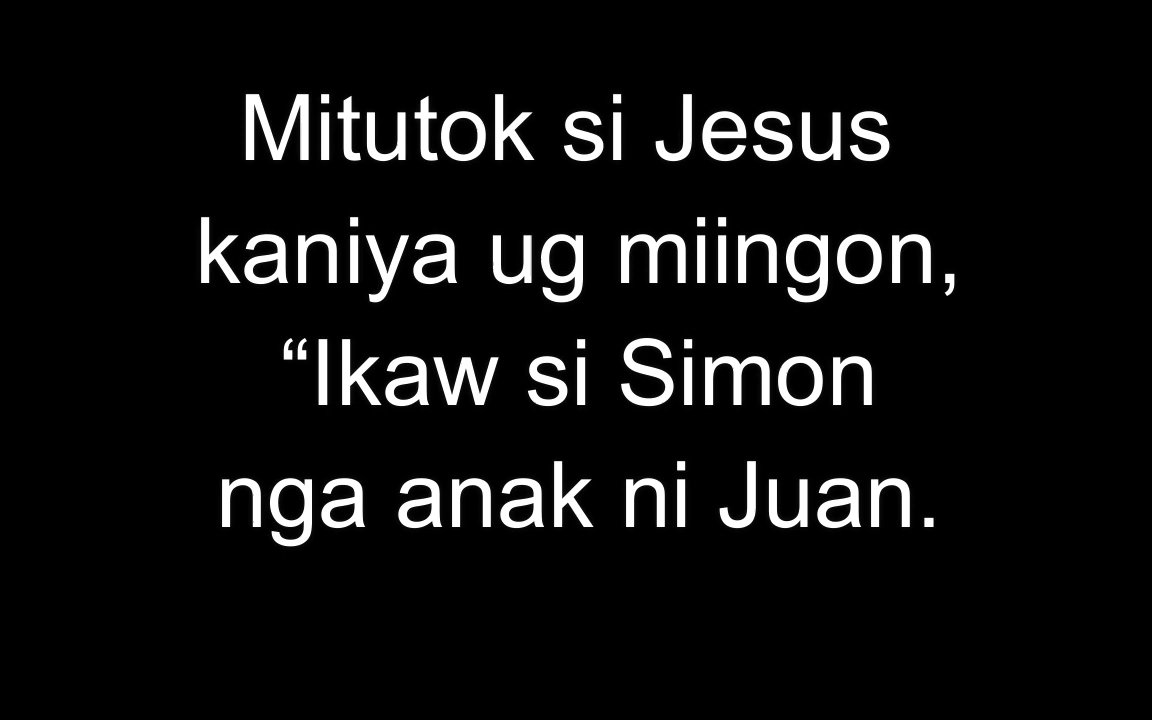 Mitutok si Jesus
kaniya ug miingon,
“Ikaw si Simon
nga anak ni Juan.